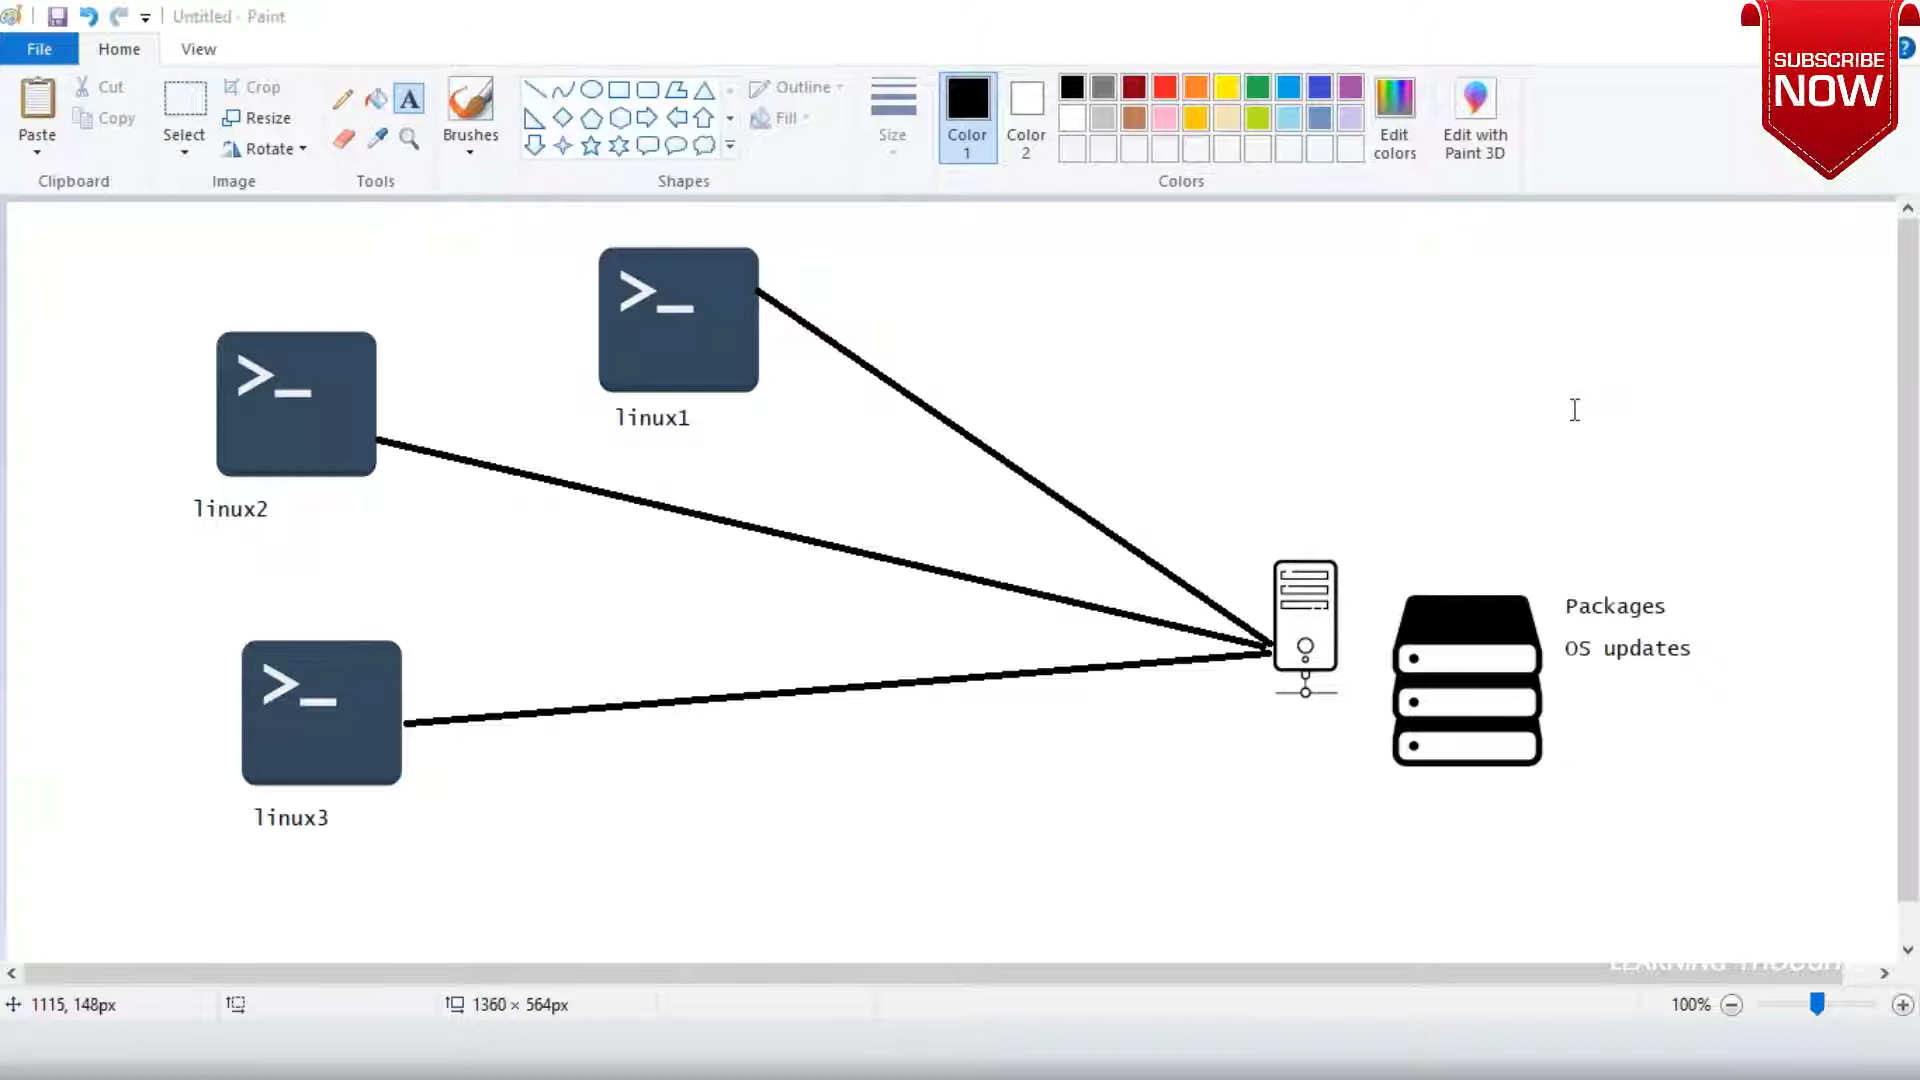 Untitled - Paint
File Home View
Paste
Cut
Copy
Clipboard
Select
Crop
Resize
Rotate
Image
A
Tools
Brushes
Shapes
Outline
Fill
Size
Color 1
Color 2
Colors
Edit colors
Edit with Paint 3D
SUBSCRIBE
NOW
?
>_
linux1
>_
linux2
>_
linux3
Packages
OS updates
1115, 148px
1360 × 564px
100%